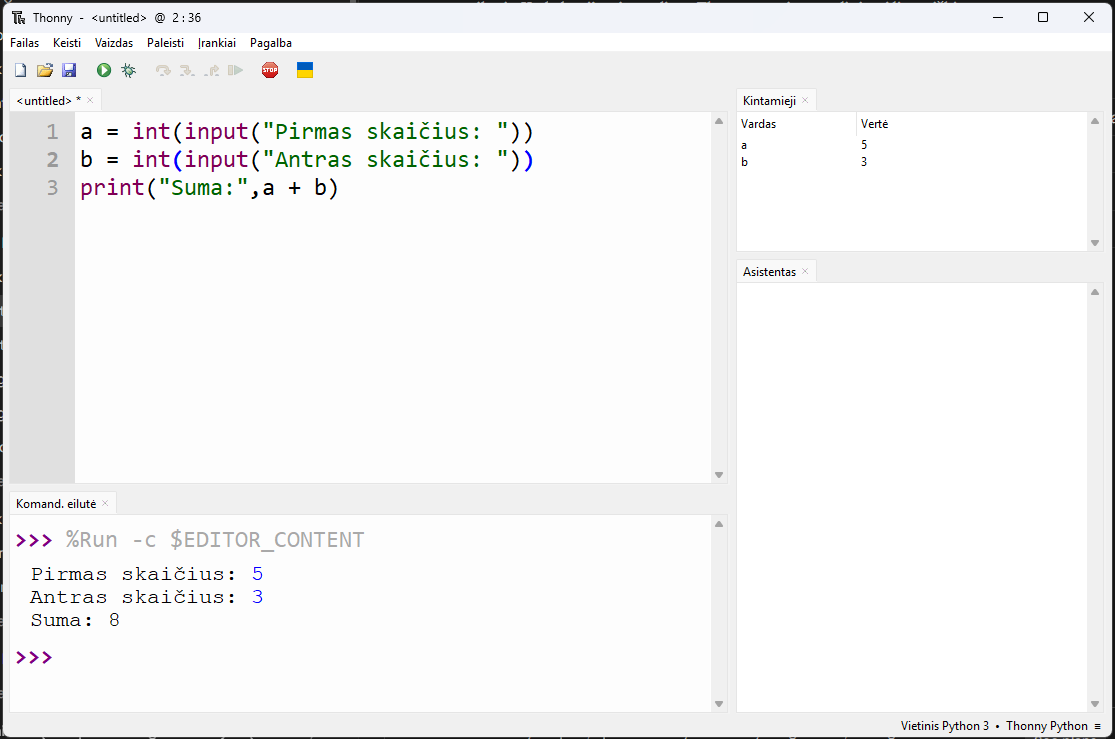 Thonny - <untitled> @ 2:36
Failas Keisti Vaizdas Paleisti Įrankiai Pagalba
STOP
<untitled> *
1 a = int(input("Pirmas skaičius: "))
2 b = int(input("Antras skaičius: "))
3 print("Suma:",a + b)
Kintamieji
Vardas Vertė
a 5
b 3
Asistentas
Komand. eilutė
>>> %Run -c $EDITOR_CONTENT
Pirmas skaičius: 5
Antras skaičius: 3
Suma: 8
>>>
Vietinis Python 3 • Thonny Python ≡